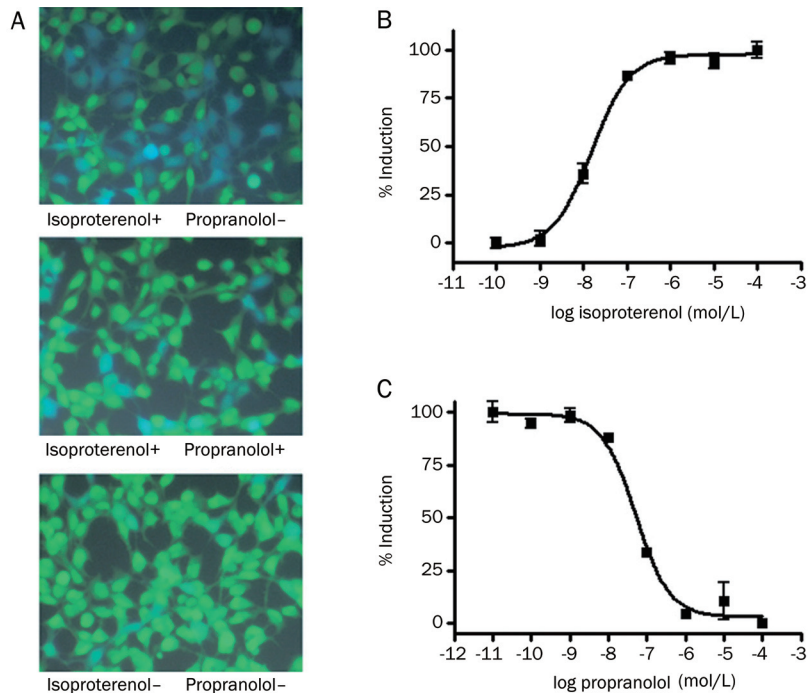 A
Isoproterenol+ Propranolol–
Isoproterenol+ Propranolol+
Isoproterenol– Propranolol–
B
% Induction
100
75
50
25
0
-11 -10 -9 -8 -7 -6 -5 -4 -3
log isoproterenol (mol/L)
C
% Induction
100
75
50
25
0
-12 -11 -10 -9 -8 -7 -6 -5 -4 -3
log propranolol (mol/L)